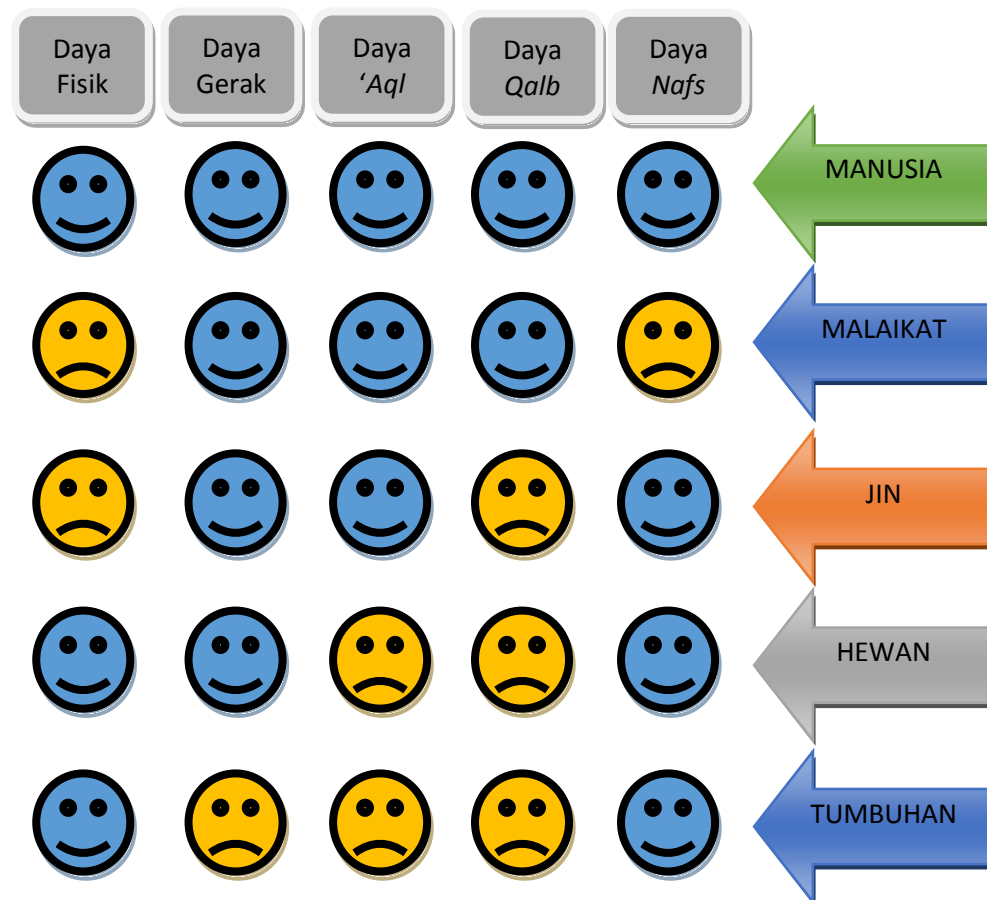 Daya
Fisik
Daya
Gerak
Daya
‘Aql
Daya
Qalb
Daya
Nafs
MANUSIA
MALAIKAT
JIN
HEWAN
TUMBUHAN